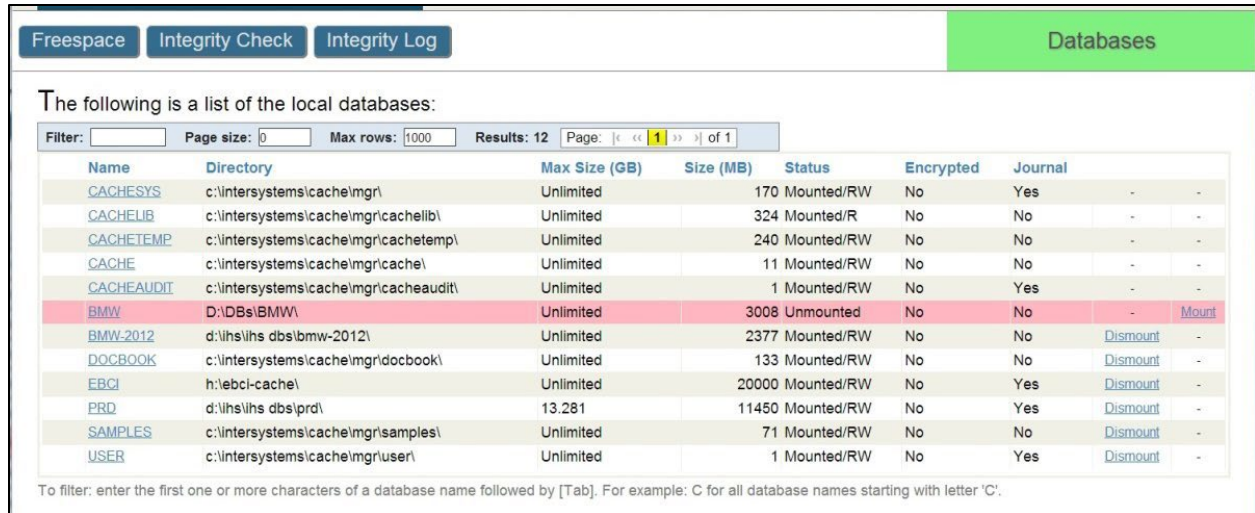 Freespace Integrity Check Integrity Log Databases
The following is a list of the local databases:
Filter: Page size: 0 Max rows: 1000 Results: 12 Page: |‹ ‹‹ 1 ›› ›| of 1
Name Directory Max Size (GB) Size (MB) Status Encrypted Journal
CACHESYS c:\intersystems\cache\mgr\ Unlimited 170 Mounted/RW No Yes - -
CACHELIB c:\intersystems\cache\mgr\cachelib\ Unlimited 324 Mounted/R No No - -
CACHETEMP c:\intersystems\cache\mgr\cachetemp\ Unlimited 240 Mounted/RW No No - -
CACHE c:\intersystems\cache\mgr\cache\ Unlimited 11 Mounted/RW No No - -
CACHEAUDIT c:\intersystems\cache\mgr\cacheaudit\ Unlimited 1 Mounted/RW No Yes - -
BMW D:\DBs\BMW\ Unlimited 3008 Unmounted No No - Mount
BMW-2012 d:\ihs\ihs dbs\bmw-2012\ Unlimited 2377 Mounted/RW No No Dismount -
DOCBOOK c:\intersystems\cache\mgr\docbook\ Unlimited 133 Mounted/RW No No Dismount -
EBCI h:\ebci-cache\ Unlimited 20000 Mounted/RW No Yes Dismount -
PRD d:\ihs\ihs dbs\prd\ 13.281 11450 Mounted/RW No Yes Dismount -
SAMPLES c:\intersystems\cache\mgr\samples\ Unlimited 71 Mounted/RW No No Dismount -
USER c:\intersystems\cache\mgr\user\ Unlimited 1 Mounted/RW No Yes Dismount -
To filter: enter the first one or more characters of a database name followed by [Tab]. For example: C for all database names starting with letter 'C'.